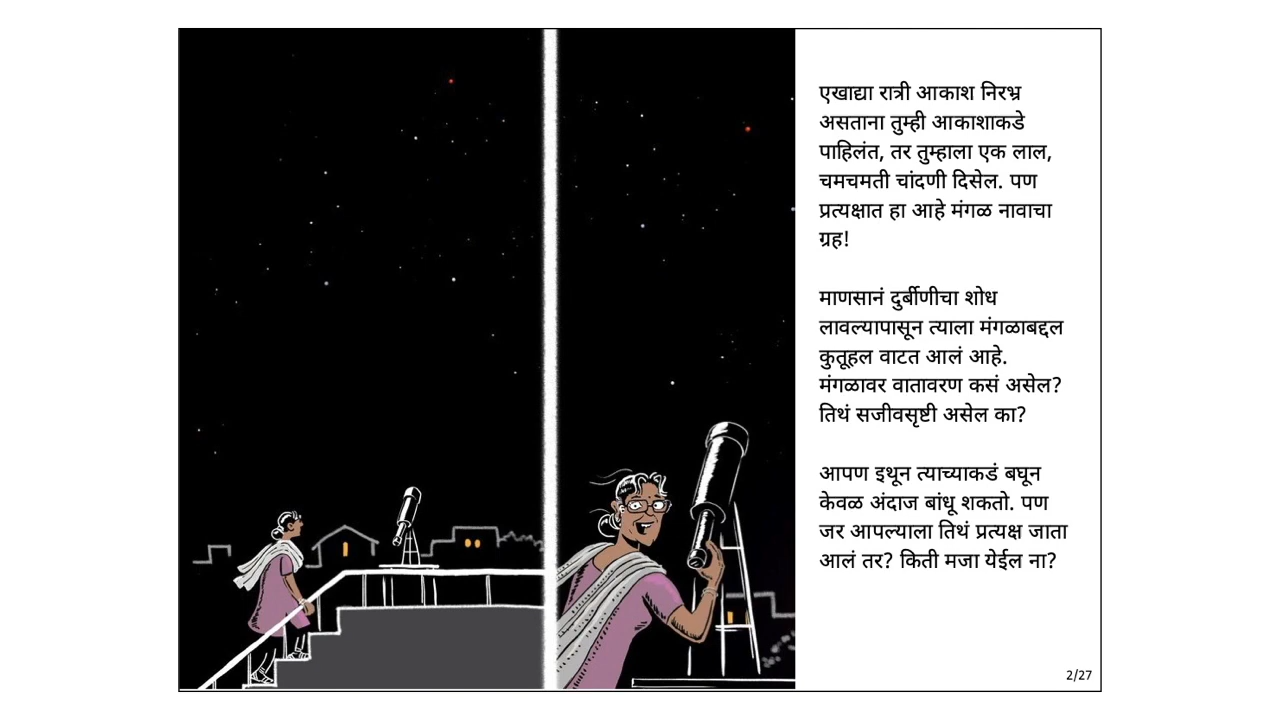 एखाद्या रात्री आकाश निरभ्र
असताना तुम्ही आकाशाकडे
पाहिलंत, तर तुम्हाला एक लाल,
चमचमती चांदणी दिसेल. पण
प्रत्यक्षात हा आहे मंगळ नावाचा
ग्रह!
माणसानं दुर्बीणीचा शोध
लावल्यापासून त्याला मंगळाबद्दल
कुतूहल वाटत आलं आहे.
मंगळावर वातावरण कसं असेल?
तिथं सजीवसृष्टी असेल का?
आपण इथून त्याच्याकडं बघून
केवळ अंदाज बांधू शकतो. पण
जर आपल्याला तिथं प्रत्यक्ष जाता
आलं तर? किती मजा येईल ना?
2/27